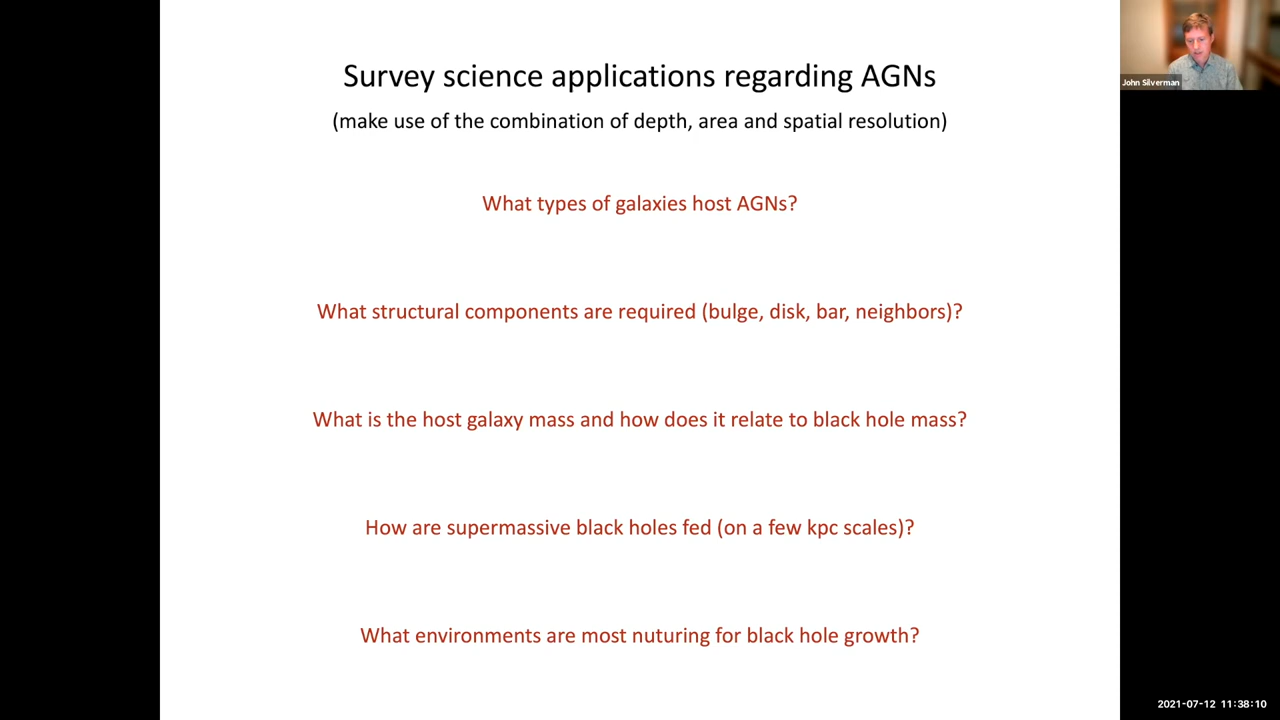 Survey science applications regarding AGNs
(make use of the combination of depth, area and spatial resolution)
What types of galaxies host AGNs?
What structural components are required (bulge, disk, bar, neighbors)?
What is the host galaxy mass and how does it relate to black hole mass?
How are supermassive black holes fed (on a few kpc scales)?
What environments are most nuturing for black hole growth?
John Silverman
2021-07-12 11:38:10